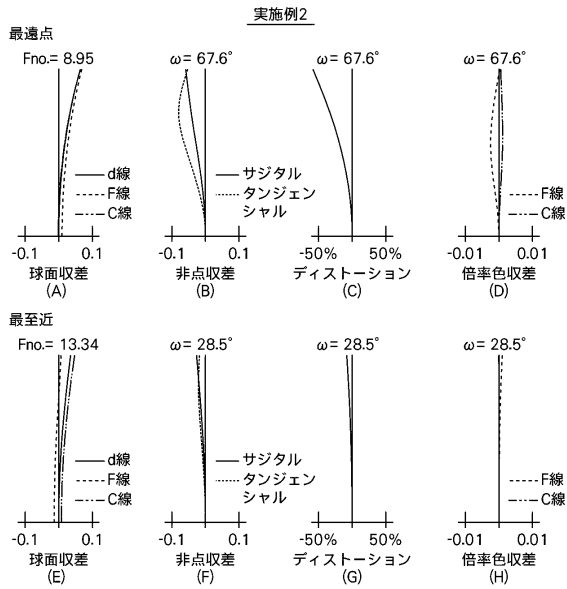 実施例2
最遠点
Fno.= 8.95
ω= 67.6°
ω= 67.6°
ω= 67.6°
d線
F線
C線
サジタル
タンジェン
シャル
F線
C線
-0.1 0.1
-0.1 0.1
-50% 50%
-0.01 0.01
球面収差
非点収差
ディストーション
倍率色収差
(A)
(B)
(C)
(D)
最至近
Fno.= 13.34
ω= 28.5°
ω= 28.5°
ω= 28.5°
d線
F線
C線
サジタル
タンジェン
シャル
F線
C線
-0.1 0.1
-0.1 0.1
-50% 50%
-0.01 0.01
球面収差
非点収差
ディストーション
倍率色収差
(E)
(F)
(G)
(H)